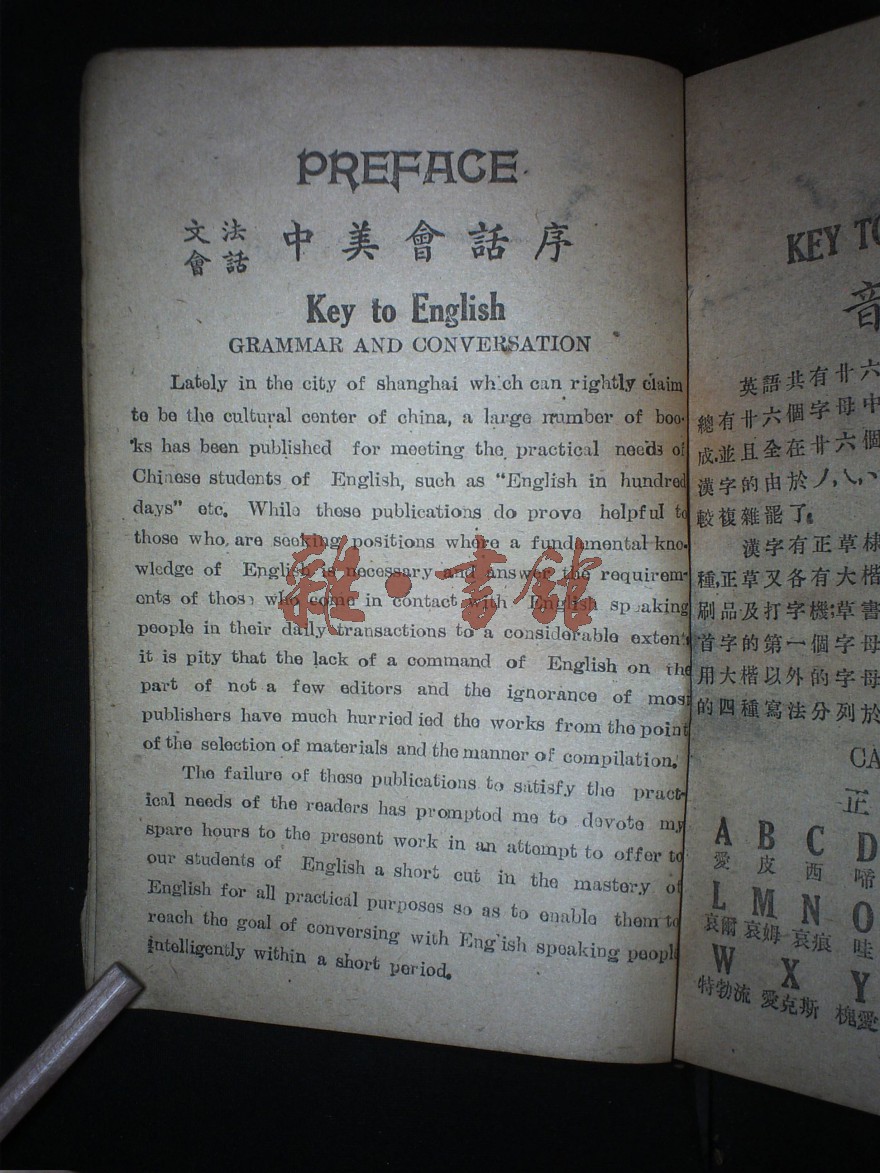 PREFACE
文法
會話
中美會話序
Key to English
GRAMMAR AND CONVERSATION
Lately in the city of shanghai which can rightly claim
to be the cultural center of china, a large number of boo-
ks has been published for meeting the practical needs of
Chinese students of English, such as "English in hundred
days" etc. While these publications do prove helpful to
those who, are seeking positions where a fundamental kno-
wledge of English is necessary and answer the requirem-
ents of those who come in contact with English speaking
people in their daily transactions to a considerable extent
it is pity that the lack of a command of English on the
part of not a few editors and the ignorance of most
publishers have much hurried ied the works from the point
of the selection of materials and the manner of compilation.
The failure of these publications to satisfy the pract-
ical needs of the readers has prompted me to devote my
spare hours to the present work in an attempt to offer to
our students of English a short cut in the mastery of
English for all practical purposes so as to enable them to
reach the goal of conversing with English speaking people
intelligently within a short period.
雜·書館
KEY TO
音
英語共有廿六
總有廿六個字母中
成,並且全在廿六個
漢字的由於ノ,乀,丶
較複雜罷了。
漢字有正草棣
種,正草又各有大楷
刷品及打字機;草書
首字的第一個字母
用大楷以外的字母
的四種寫法分列於
CA
正
A B C D
愛 皮 西 啼
L M N O
哀爾 哀姆 哀痕 哇
W X Y
特勃流 愛克斯 槐愛